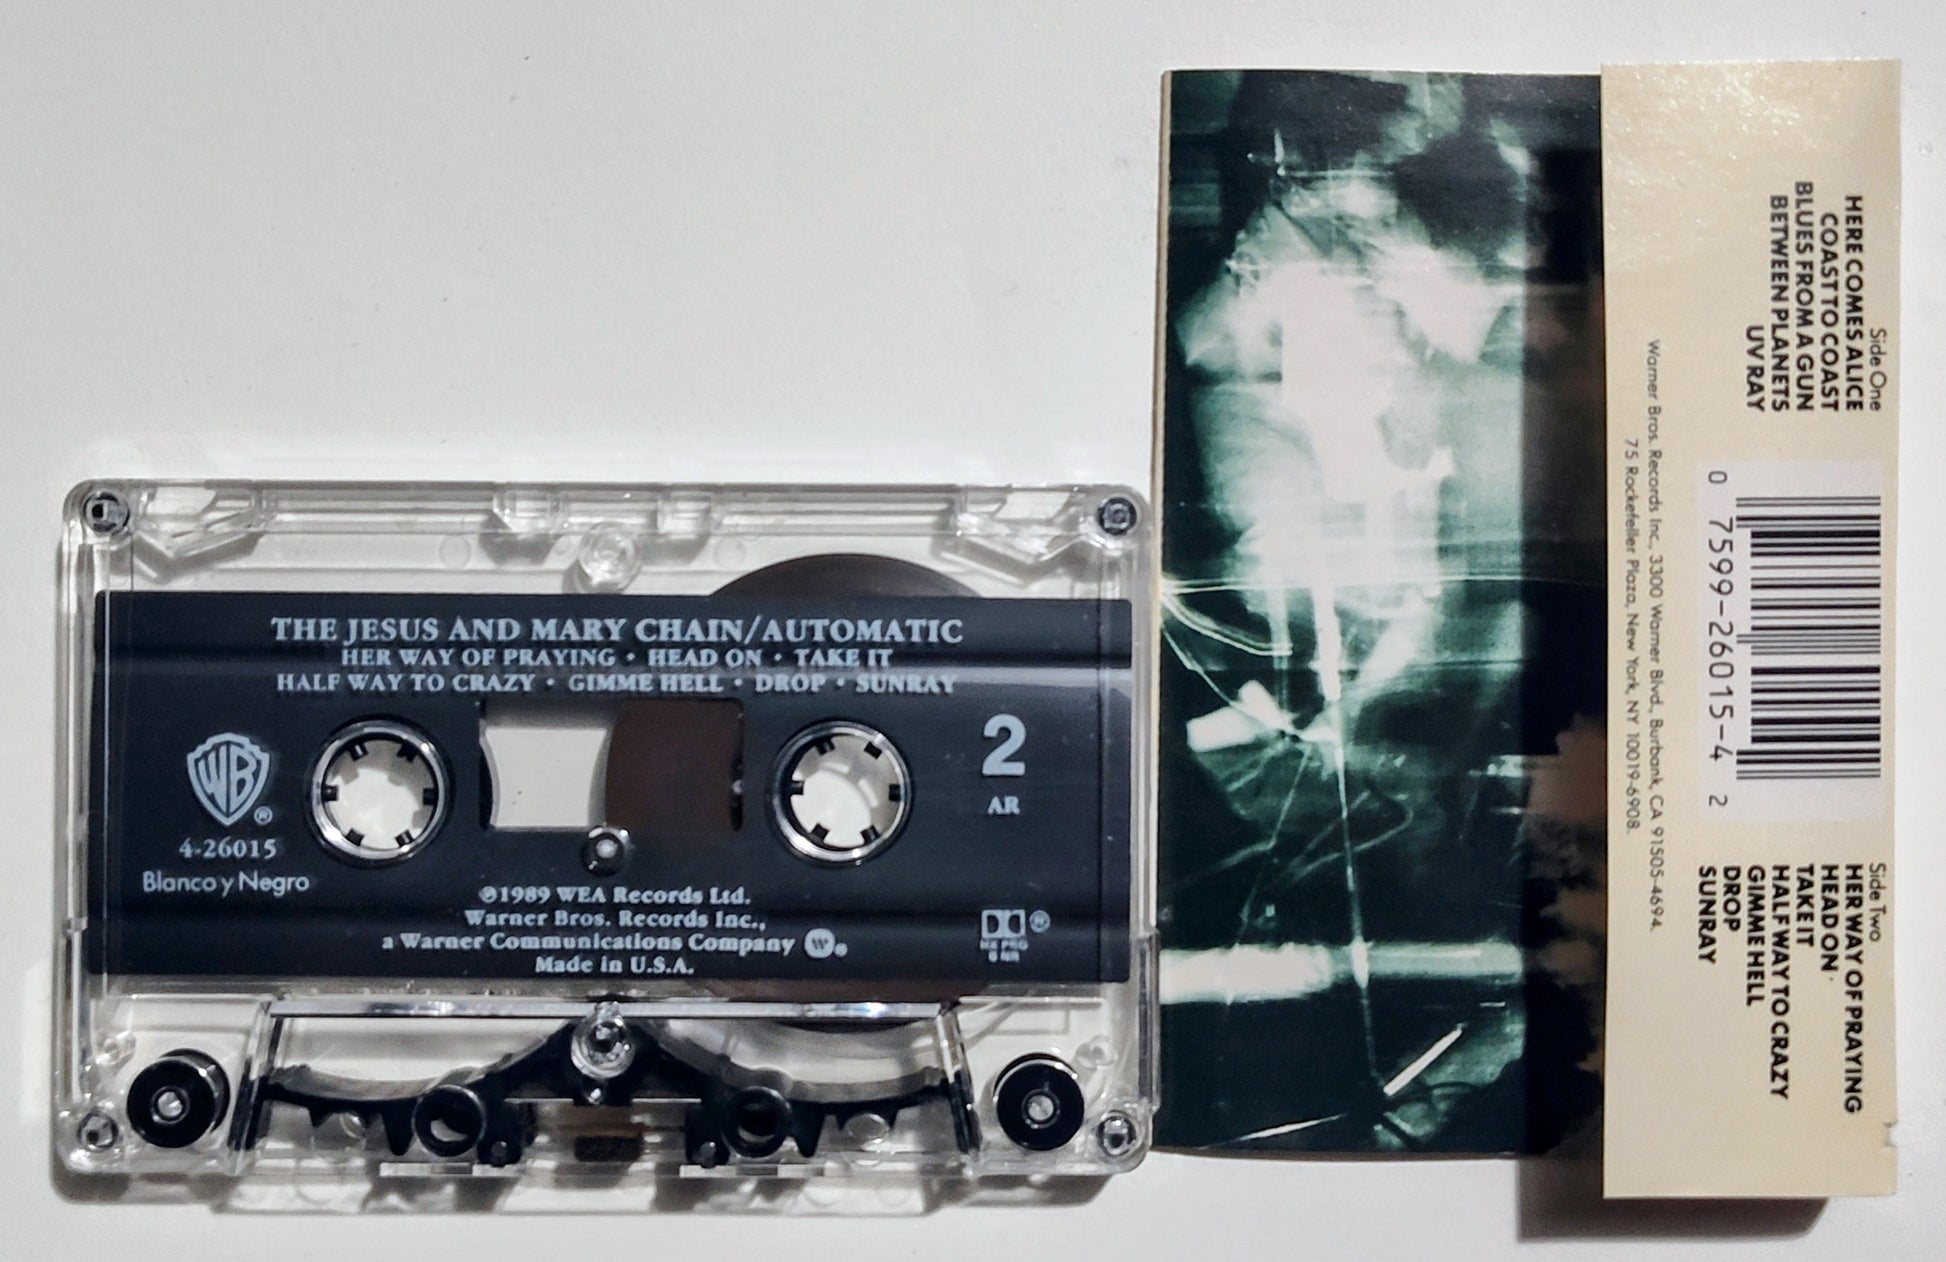 THE JESUS AND MARY CHAIN/AUTOMATIC
HER WAY OF PRAYING • HEAD ON • TAKE IT
HALF WAY TO CRAZY • GIMME HELL • DROP • SUNRAY
WB®
4-26015
Blanco y Negro
2
AR
℗1989 WEA Records Ltd.
Warner Bros. Records Inc.,
a Warner Communications Company W®
Made in U.S.A.
®
HX PRO
B NR
Side One
HERE COMES ALICE
COAST TO COAST
BLUES FROM A GUN
BETWEEN PLANETS
UV RAY
0 7599-26015-4 2
Side Two
HER WAY OF PRAYING
HEAD ON
TAKE IT
HALF WAY TO CRAZY
GIMME HELL
DROP
SUNRAY
Warner Bros. Records Inc., 3300 Warner Blvd., Burbank, CA 91505-4694.
75 Rockefeller Plaza, New York, NY 10019-6908.